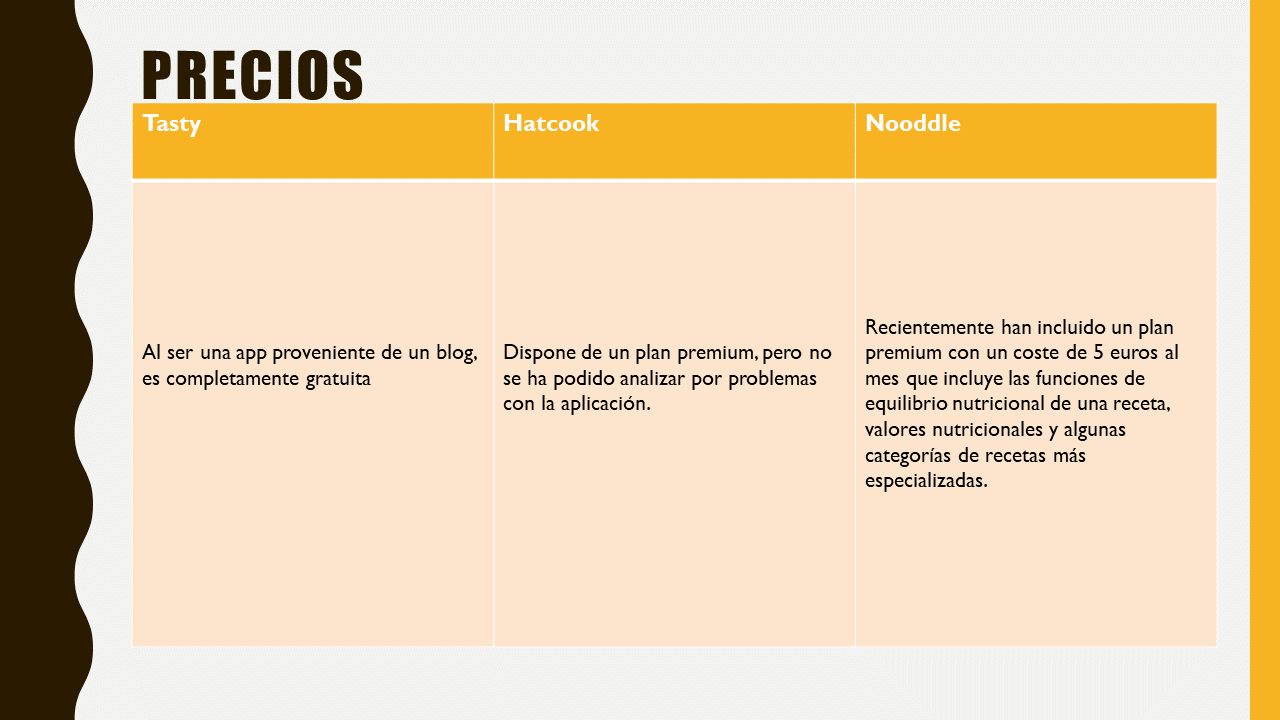 PRECIOS
Tasty
Hatcook
Nooddle
Al ser una app proveniente de un blog,
es completamente gratuita
Dispone de un plan premium, pero no
se ha podido analizar por problemas
con la aplicación.
Recientemente han incluido un plan
premium con un coste de 5 euros al
mes que incluye las funciones de
equilibrio nutricional de una receta,
valores nutricionales y algunas
categorías de recetas más
especializadas.